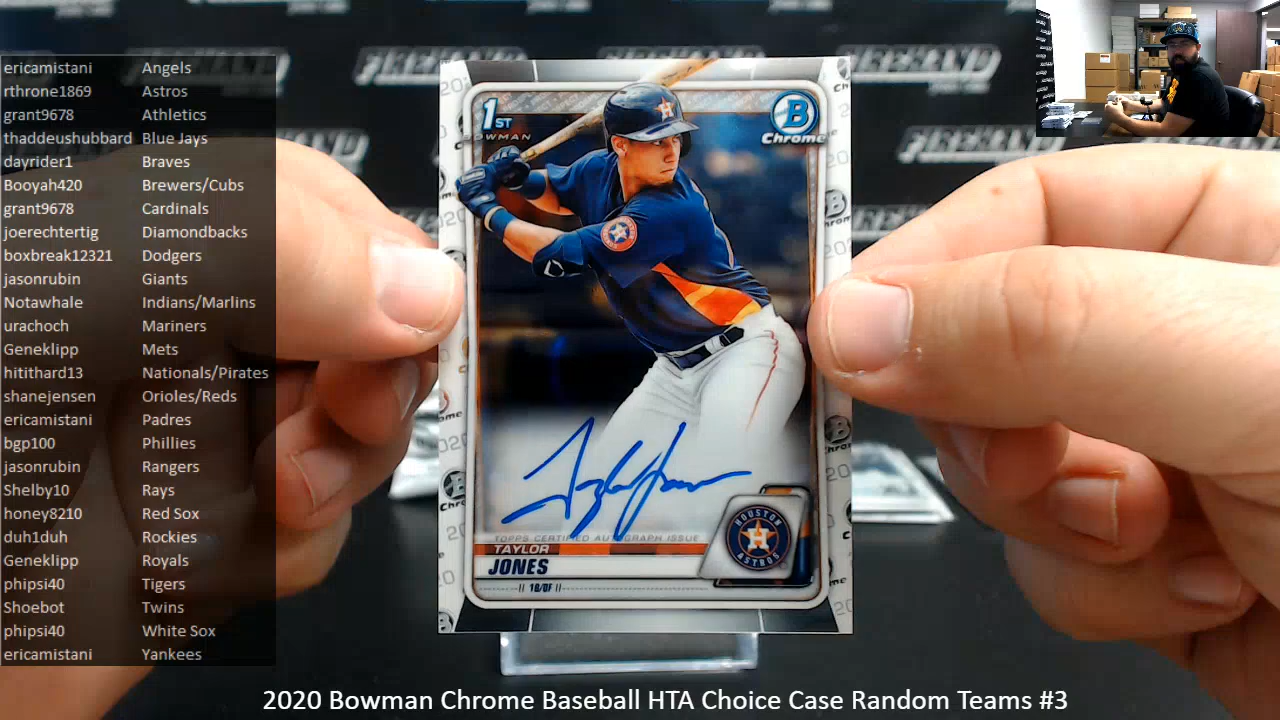 ericamistani Angels
rthrone1869 Astros
grant9678 Athletics
thaddeushubbard Blue Jays
dayrider1 Braves
Booyah420 Brewers/Cubs
grant9678 Cardinals
joerechtertig Diamondbacks
boxbreak12321 Dodgers
jasonrubin Giants
Notawhale Indians/Marlins
urachoch Mariners
Geneklipp Mets
hitithard13 Nationals/Pirates
shanejensen Orioles/Reds
ericamistani Padres
bgp100 Phillies
jasonrubin Rangers
Shelby10 Rays
honey8210 Red Sox
duh1duh Rockies
Geneklipp Royals
phipsi40 Tigers
Shoebot Twins
phipsi40 White Sox
ericamistani Yankees
1ST
BOWMAN
B
Chrome
TOPPS CERTIFIED AUTOGRAPH ISSUE
TAYLOR
JONES
1B/OF
HOUSTON
ASTROS
2020 Bowman Chrome Baseball HTA Choice Case Random Teams #3